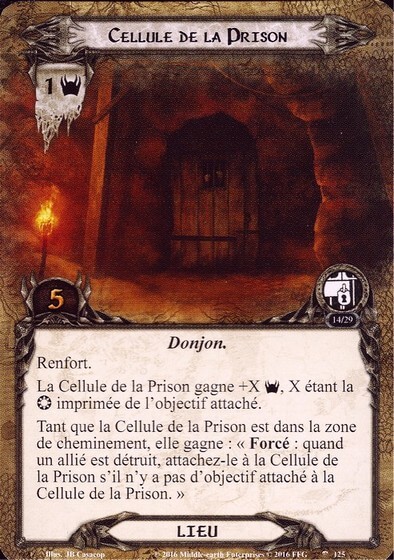 Cellule de la Prison
1
5
14/29
Donjon.
Renfort.
La Cellule de la Prison gagne +X , X étant la
imprimée de l'objectif attaché.
Tant que la Cellule de la Prison est dans la zone
de cheminement, elle gagne : « Forcé : quand
un allié est détruit, attachez-le à la Cellule de
la Prison s'il n'y a pas d'objectif attaché à la
Cellule de la Prison. »
LIEU
Illus. JB Casacop © 2016 Middle-earth Enterprises © 2016 FFG 125